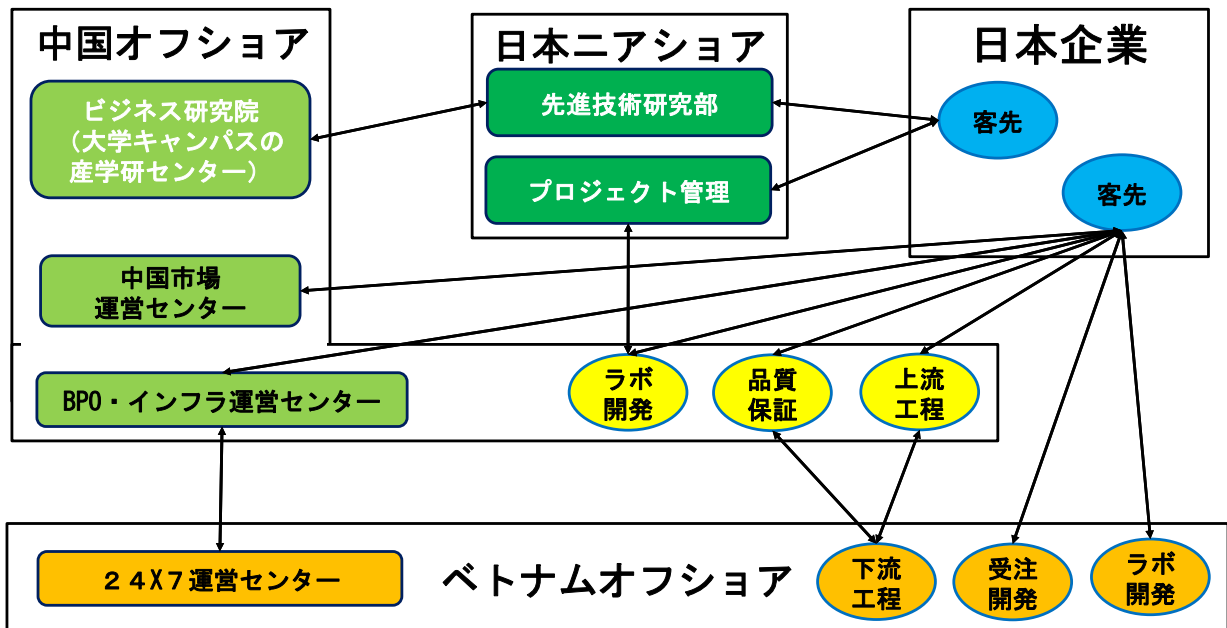 中国オフショア
ビジネス研究院
（大学キャンパスの
産学研センター）
中国市場
運営センター
BPO・インフラ運営センター
日本ニアショア
先進技術研究部
プロジェクト管理
日本企業
客先
客先
ラボ
開発
品質
保証
上流
工程
２４X７運営センター
ベトナムオフショア
下流
工程
受注
開発
ラボ
開発